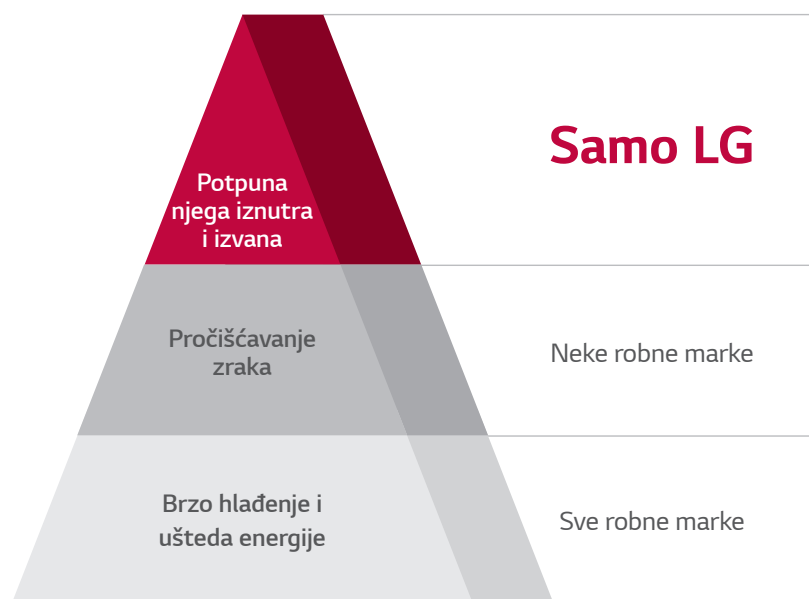 Samo LG
Potpuna
njega iznutra
i izvana
Pročišćavanje
zraka
Neke robne marke
Brzo hlađenje i
ušteda energije
Sve robne marke